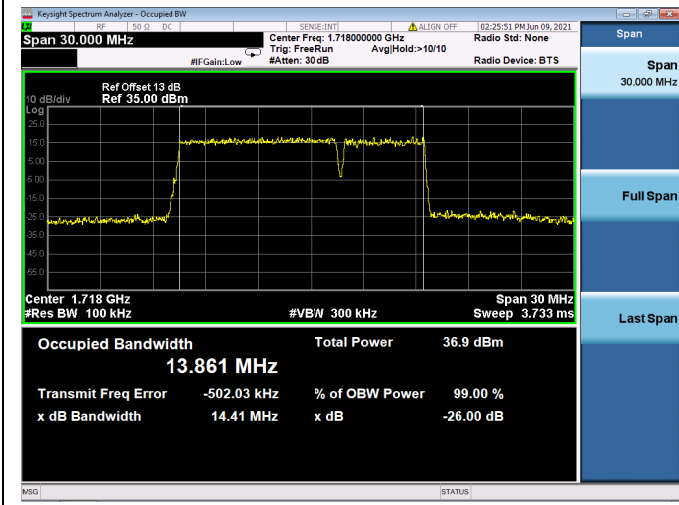 Keysight Spectrum Analyzer - Occupied BW
RF 50 Ω DC SENSE:INT ALIGN OFF 02:25:51 PM Jun 09, 2021
Span 30.000 MHz Center Freq: 1.718000000 GHz Radio Std: None Span
Trig: FreeRun Avg|Hold:>10/10
#IFGain:Low #Atten: 30 dB Radio Device: BTS
Span
30.000 MHz
Ref Offset 13 dB
10 dB/div Ref 35.00 dBm
Log
25.0
15.0
5.00
-5.00
-15.0
-25.0
-35.0
-45.0
-55.0
Full Span
Center 1.718 GHz Span 30 MHz
#Res BW 100 kHz #VBW 300 kHz Sweep 3.733 ms
Last Span
Occupied Bandwidth Total Power 36.9 dBm
13.861 MHz
Transmit Freq Error -502.03 kHz % of OBW Power 99.00 %
x dB Bandwidth 14.41 MHz x dB -26.00 dB
MSG STATUS